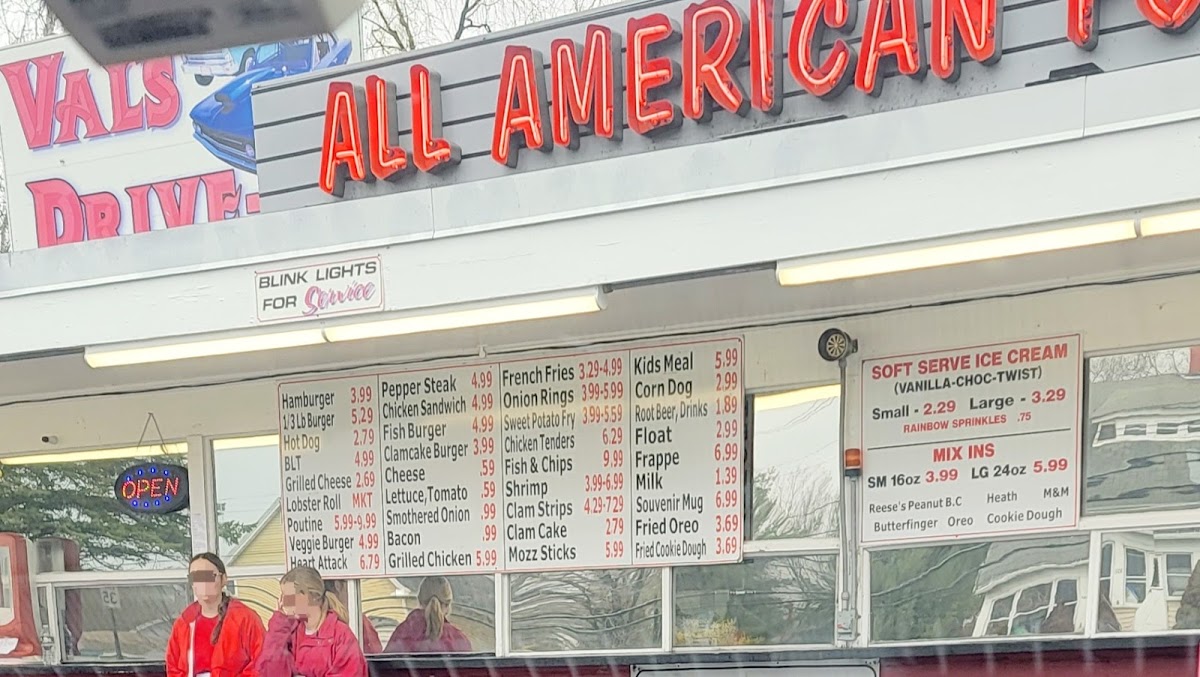 VAL'S
DRIVE-
ALL AMERICAN
BLINK LIGHTS
FOR Service
OPEN
Hamburger 3.99
1/3 Lb Burger 5.29
Hot Dog 2.79
BLT 4.99
Grilled Cheese 2.69
Lobster Roll MKT
Poutine 5.99-9.99
Veggie Burger 4.99
Heart Attack 6.79
Pepper Steak 4.99
Chicken Sandwich 4.99
Fish Burger 4.99
Clamcake Burger 3.99
Cheese .59
Lettuce, Tomato .59
Smothered Onion .99
Bacon .99
Grilled Chicken 5.99
French Fries 3.29-4.99
Onion Rings 3.99-5.99
Sweet Potato Fry 3.99-5.59
Chicken Tenders 6.29
Fish & Chips 9.99
Shrimp 3.99-6.99
Clam Strips 4.29-7.29
Clam Cake 2.79
Mozz Sticks 5.99
Kids Meal 5.99
Corn Dog 2.99
Root Beer, Drinks 1.89
Float 2.99
Frappe 6.99
Milk 1.39
Souvenir Mug 6.99
Fried Oreo 3.69
Fried Cookie Dough 3.69
SOFT SERVE ICE CREAM
(VANILLA-CHOC-TWIST)
Small - 2.29 Large - 3.29
RAINBOW SPRINKLES .75
MIX INS
SM 16oz 3.99 LG 24oz 5.99
Reese's Peanut B.C Heath M&M
Butterfinger Oreo Cookie Dough
35